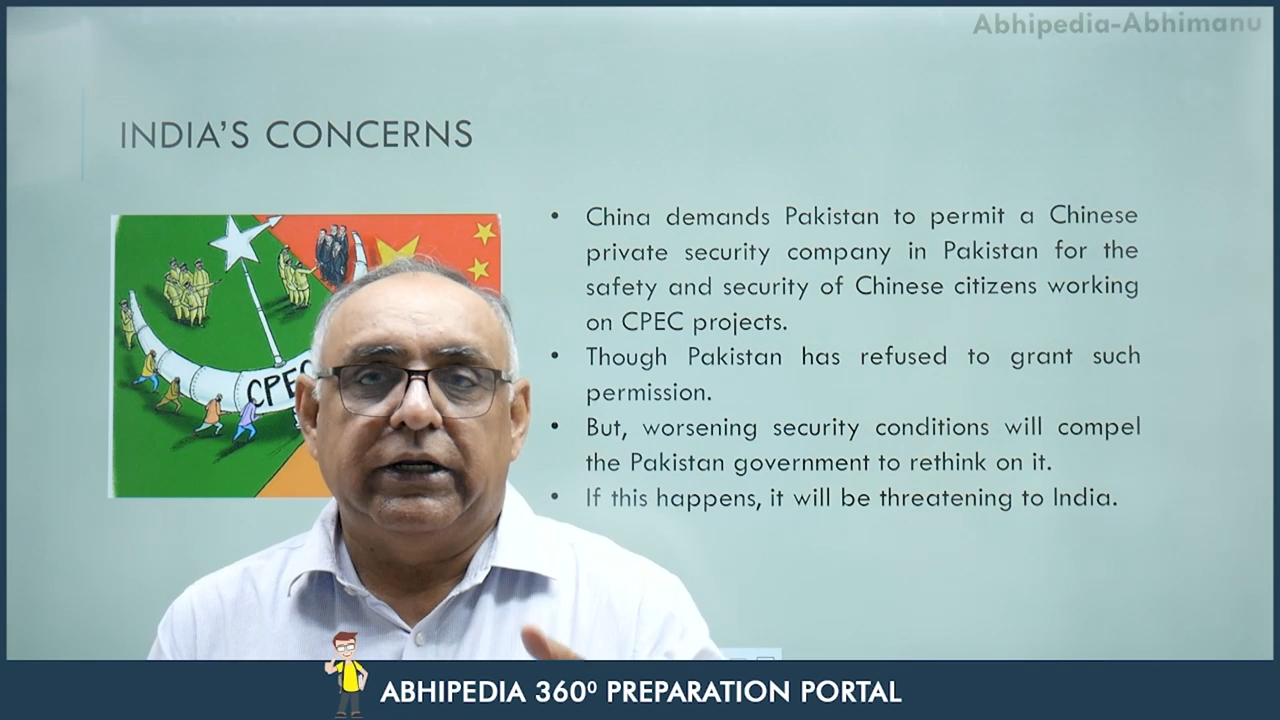 Abhipedia-Abhimanu
INDIA'S CONCERNS
CPEC
• China demands Pakistan to permit a Chinese
private security company in Pakistan for the
safety and security of Chinese citizens working
on CPEC projects.
• Though Pakistan has refused to grant such
permission.
• But, worsening security conditions will compel
the Pakistan government to rethink on it.
• If this happens, it will be threatening to India.
ABHIPEDIA 360⁰ PREPARATION PORTAL